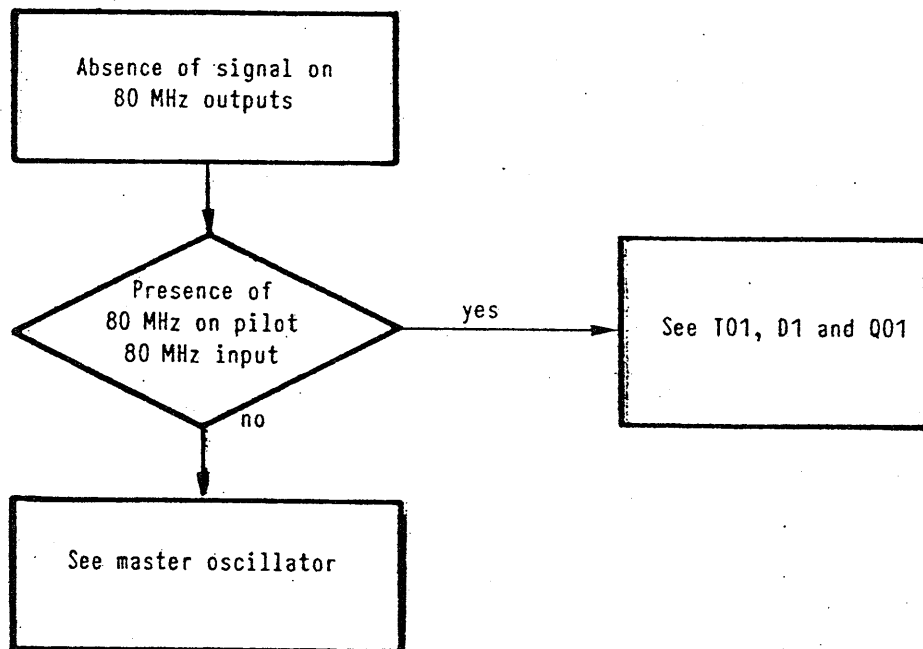 Absence of signal on
80 MHz outputs
Presence of
80 MHz on pilot
80 MHz input
yes
See T01, D1 and Q01
no
See master oscillator